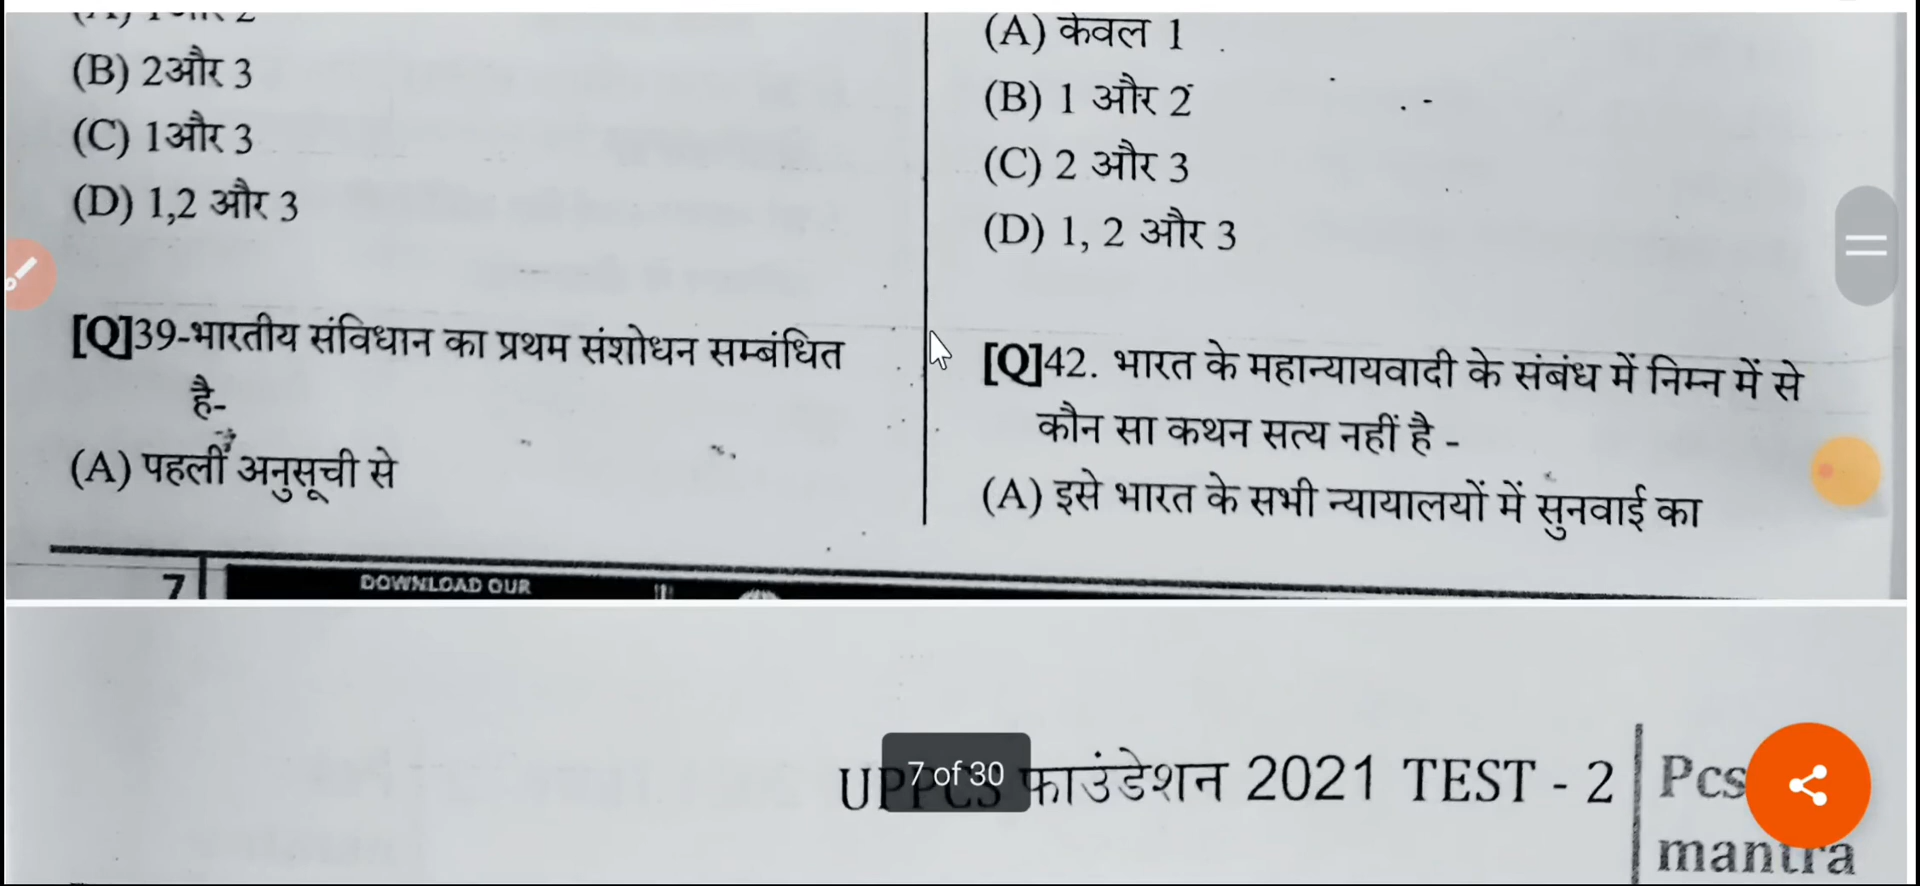 (B) 2और 3
(C) 1और 3
(D) 1,2 और 3
[Q]39-भारतीय संविधान का प्रथम संशोधन सम्बंधित
है-
(A) पहली अनुसूची से
(A) केवल 1
(B) 1 और 2
(C) 2 और 3
(D) 1, 2 और 3
[Q]42. भारत के महान्यायवादी के संबंध में निम्न में से
कौन सा कथन सत्य नहीं है -
(A) इसे भारत के सभी न्यायालयों में सुनवाई का
7
DOWNLOAD OUR
7 of 30
UPPCS फाउंडेशन 2021 TEST - 2
Pcs
mantra